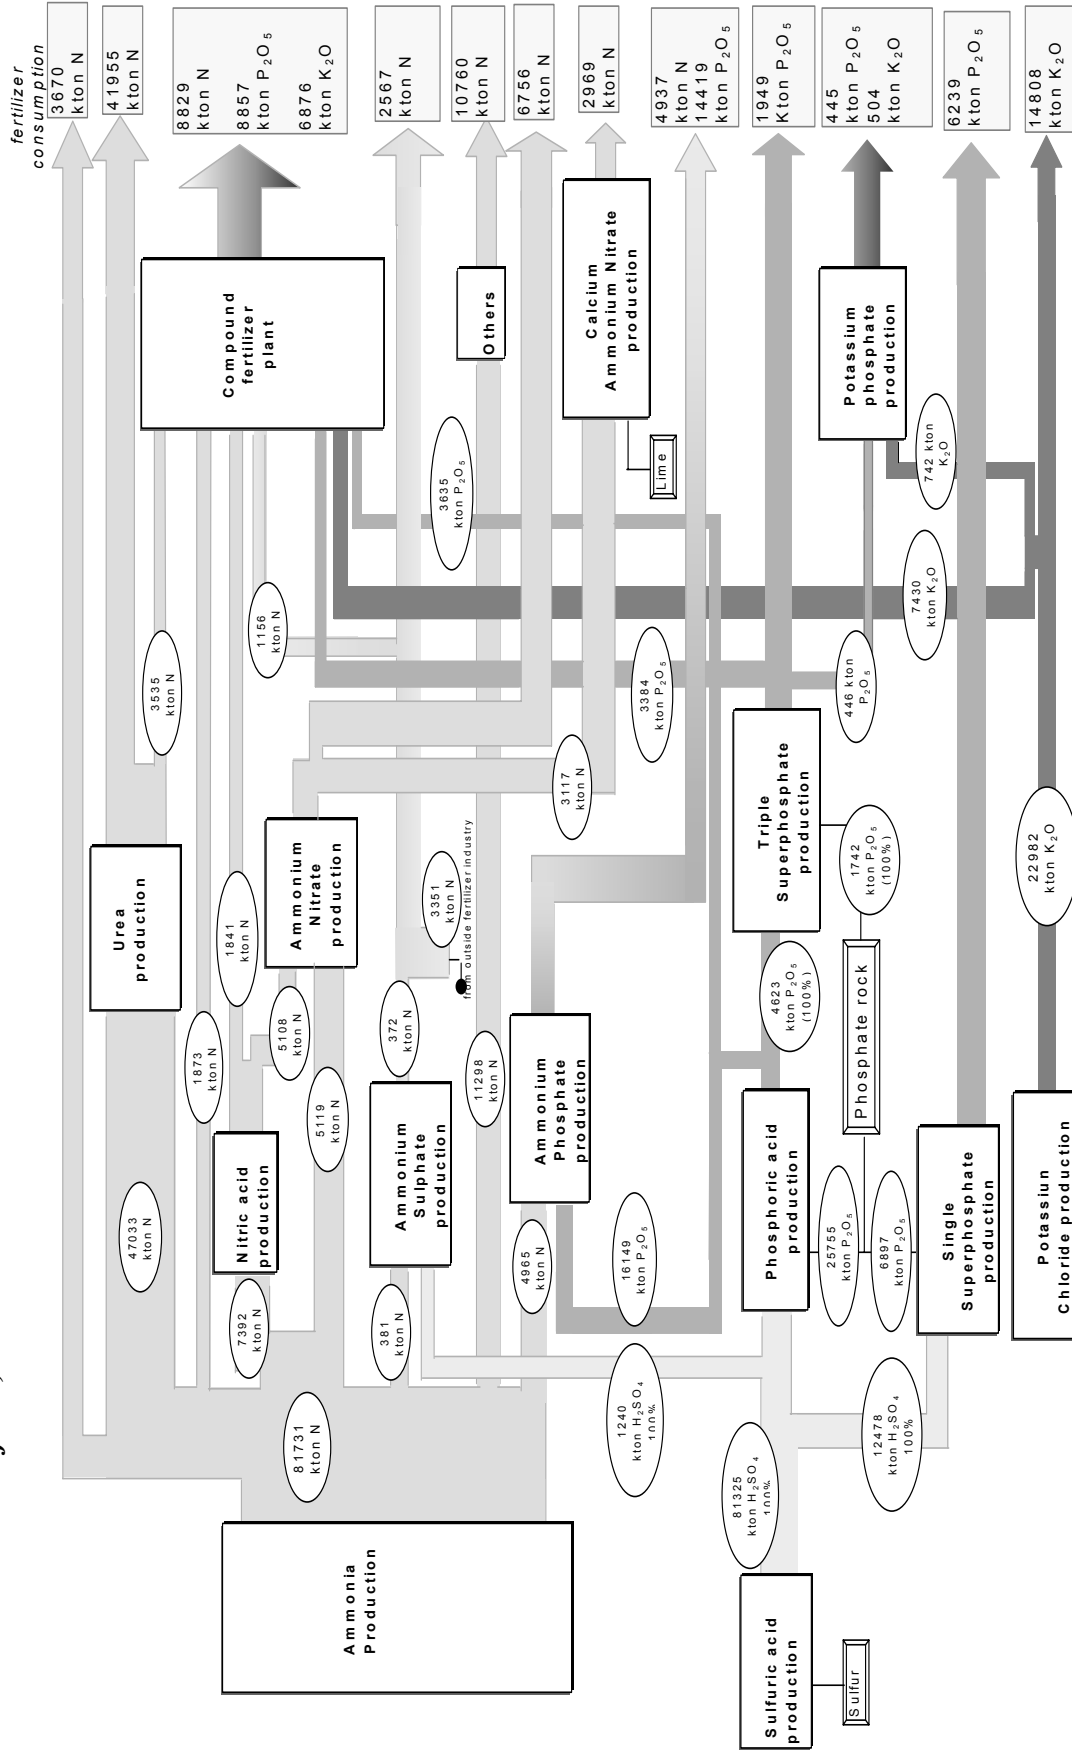 fertilizer
consumption
3670
kton N
41955
kton N
8829
kton N
8857
kton P2O5
6876
kton K2O
2567
kton N
10760
kton N
6756
kton N
2969
kton N
4937
kton N
14419
kton P2O5
1949
Kton P2O5
445
kton P2O5
504
kton K2O
6239
kton P2O5
14808
kton K2O
Compound
fertilizer
plant
Others
Calcium
Ammonium Nitrate
production
Lime
Potassium
phosphate
production
3635
kton P2O5
742 kton
K2O
7430
kton K2O
1156
kton N
3535
kton N
3384
kton P2O5
446 kton
P2O5
3117
kton N
Urea
production
Ammonium
Nitrate
production
Triple
Superphosphate
production
1742
kton P2O5
(100%)
22982
kton K2O
1841
kton N
3351
kton N
from outside fertilizer industry
1873
kton N
5108
kton N
372
kton N
4623
kton P2O5
(100%)
5119
kton N
11298
kton N
Phosphate rock
47033
kton N
Nitric acid
production
Ammonium
Sulphate
production
Ammonium
Phosphate
production
Phosphoric acid
production
Single
Superphosphate
production
Potassiun
Chloride production
7392
kton N
381
kton N
4965
kton N
16149
kton P2O5
25755
kton P2O5
6897
kton P2O5
81731
kton N
1240
kton H2SO4
100%
12478
kton H2SO4
100%
81325
kton H2SO4
100%
Ammonia
Production
Sulfuric acid
production
Sulfur